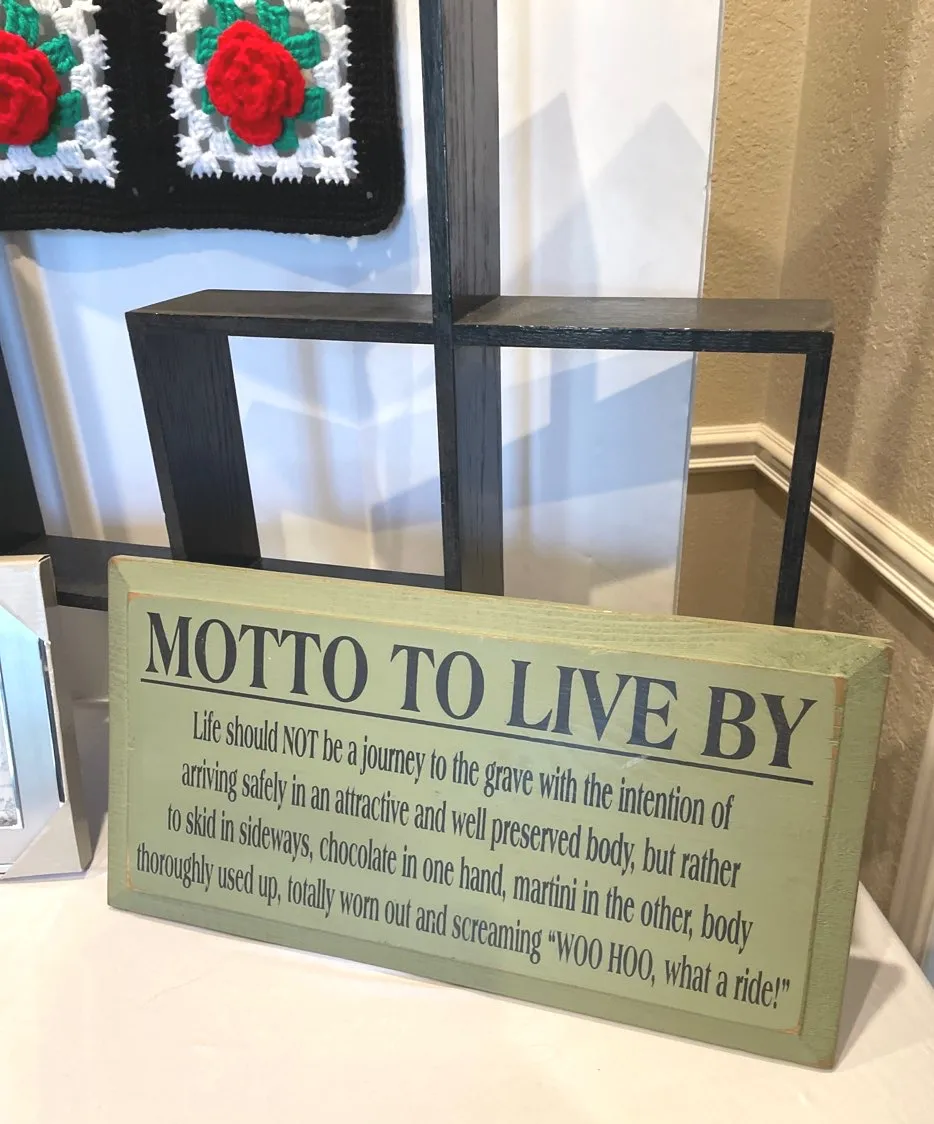 MOTTO TO LIVE BY
Life should NOT be a journey to the grave with the intention of
arriving safely in an attractive and well preserved body, but rather
to skid in sideways, chocolate in one hand, martini in the other, body
thoroughly used up, totally worn out and screaming “WOO HOO, what a ride!”